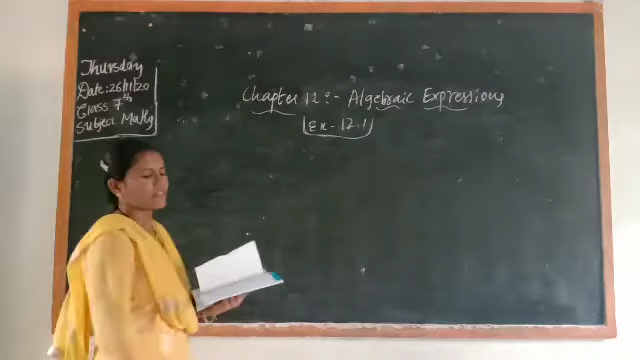 Thursday
Date:26/11/20
Class 7th
Subject Maths
Chapter 12:- Algebraic Expressions
Ex-12.1